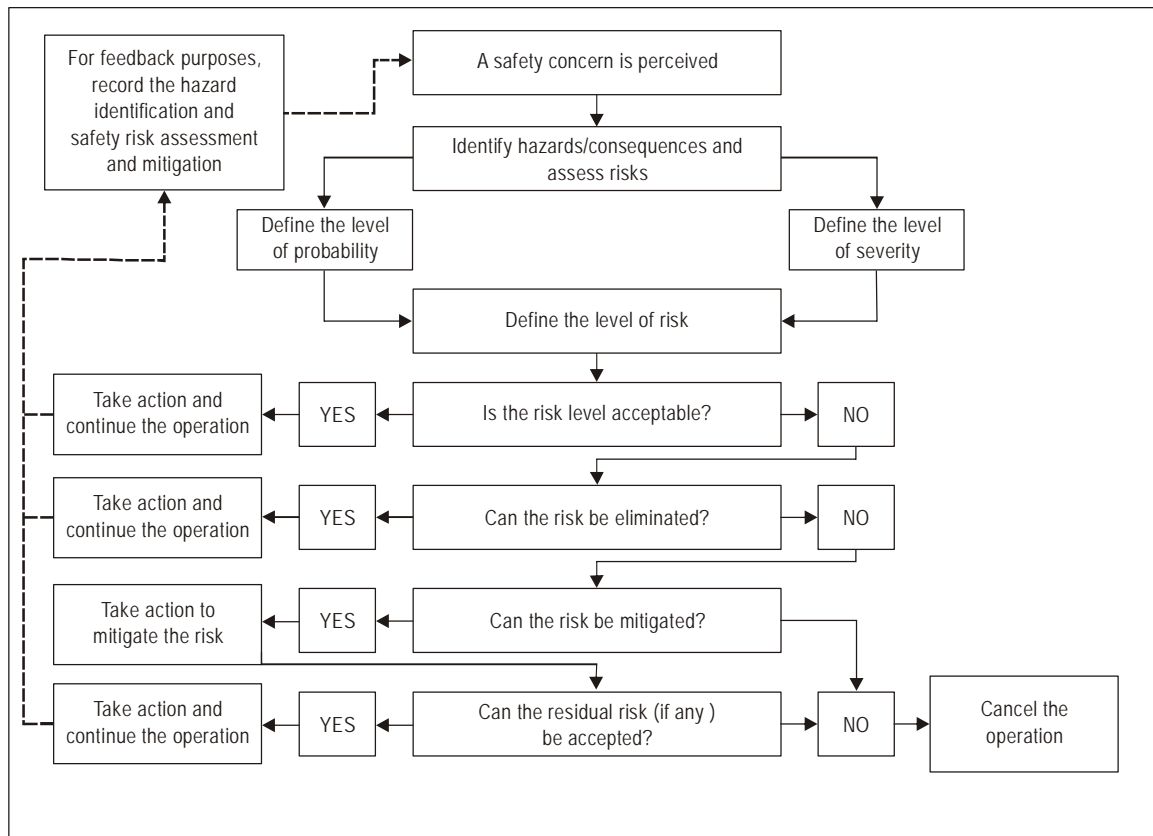 For feedback purposes,
record the hazard
identification and
safety risk assessment
and mitigation
A safety concern is perceived
Identify hazards/consequences and
assess risks
Define the level
of probability
Define the level
of severity
Define the level of risk
Take action and
continue the operation
YES
Is the risk level acceptable?
NO
Take action and
continue the operation
YES
Can the risk be eliminated?
NO
Take action to
mitigate the risk
YES
Can the risk be mitigated?
Take action and
continue the operation
YES
Can the residual risk (if any )
be accepted?
NO
Cancel the
operation